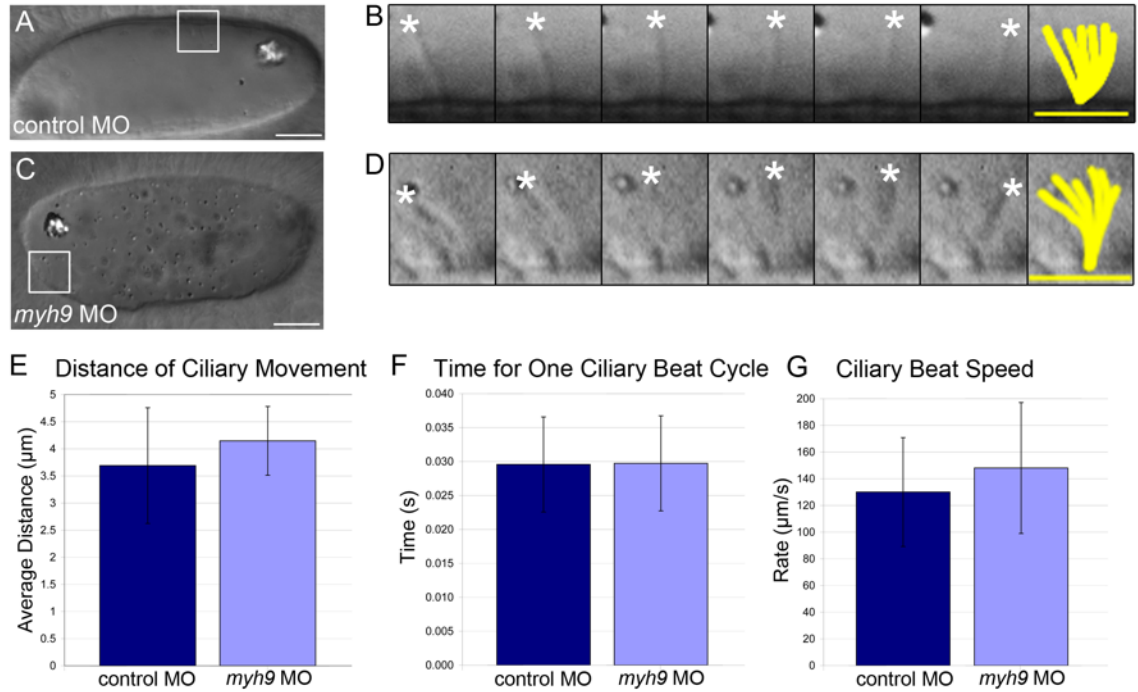 A
control MO
B
C
myh9 MO
D
E Distance of Ciliary Movement
Average Distance (μm)
5
4.5
4
3.5
3
2.5
2
1.5
1
0.5
0
control MO
myh9 MO
F Time for One Ciliary Beat Cycle
Time (s)
0.040
0.035
0.030
0.025
0.020
0.015
0.010
0.005
0.000
control MO
myh9 MO
G Ciliary Beat Speed
Rate (μm/s)
200
180
160
140
120
100
80
60
40
20
0
control MO
myh9 MO